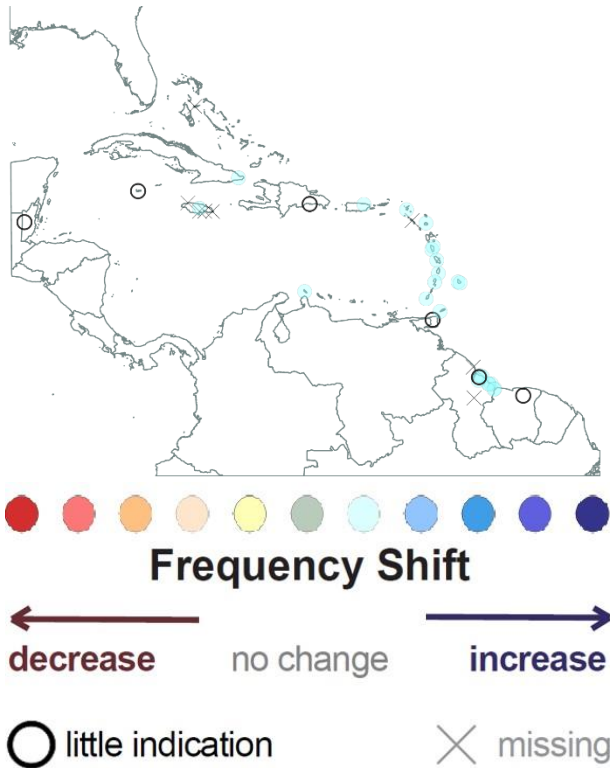 Frequency Shift
decrease no change increase
little indication missing